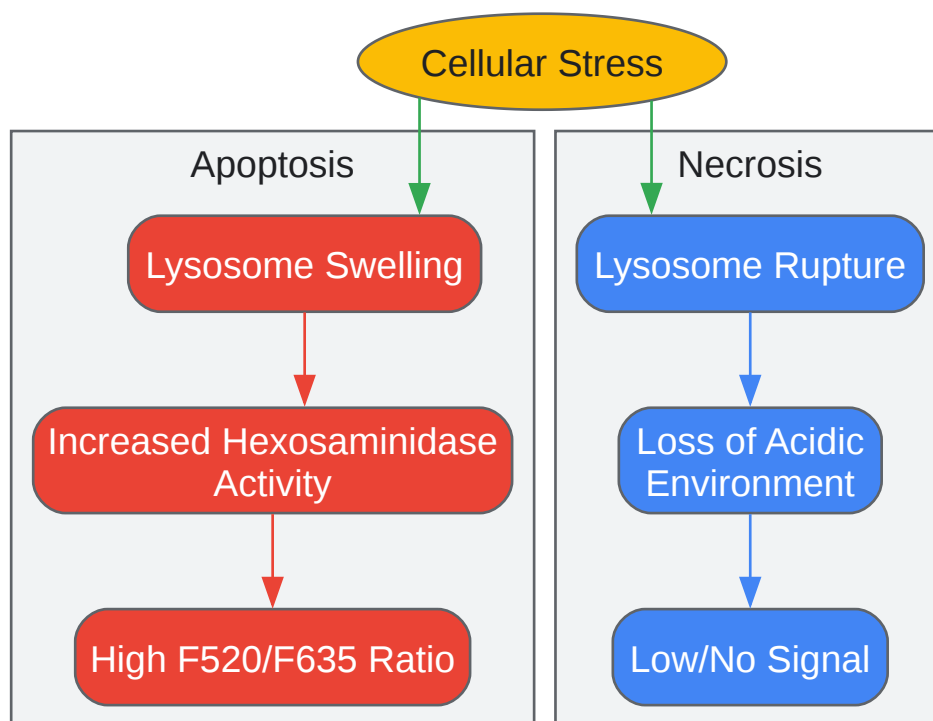 Cellular Stress
Apoptosis
Necrosis
Lysosome Swelling
Lysosome Rupture
Increased Hexosaminidase
Activity
Loss of Acidic
Environment
High F520/F635 Ratio
Low/No Signal